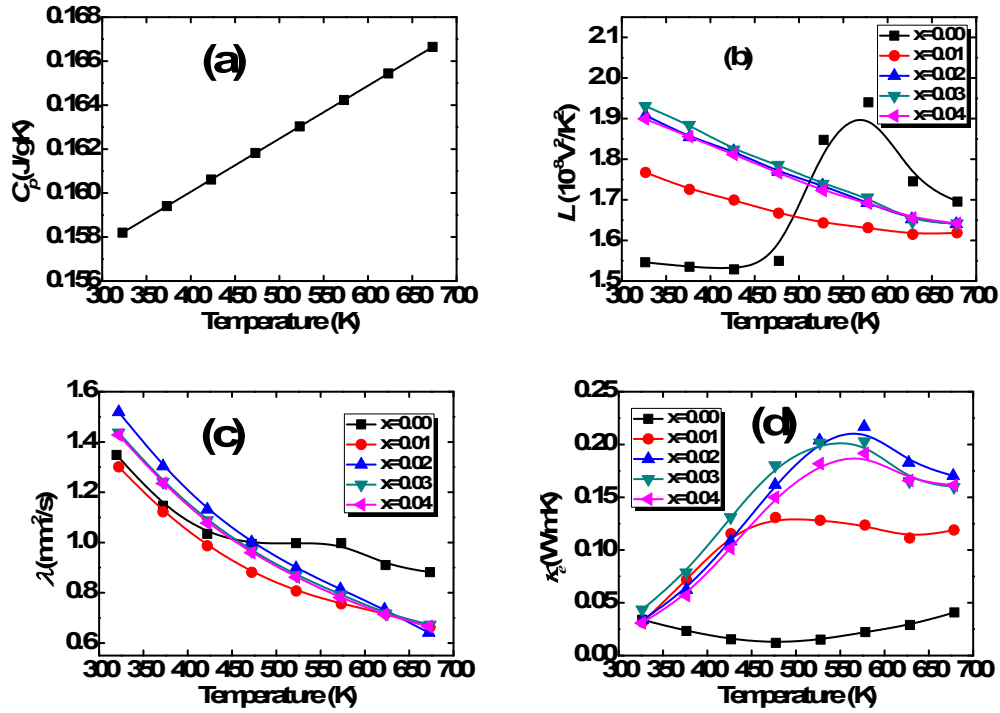 (a)
0.168
0.166
0.164
0.162
0.160
0.158
0.156
Cp(J/gK)
300 350 400 450 500 550 600 650 700
Temperature (K)
(b)
21
20
1.9
1.8
1.7
1.6
1.5
L (10-8V2/K2)
x=0.00
x=0.01
x=0.02
x=0.03
x=0.04
300 350 400 450 500 550 600 650 700
Temperature (K)
(c)
1.6
1.4
1.2
1.0
0.8
0.6
λ(mm2/s)
x=0.00
x=0.01
x=0.02
x=0.03
x=0.04
300 350 400 450 500 550 600 650 700
Temperature (K)
(d)
0.25
0.20
0.15
0.10
0.05
0.00
κe(W/mK)
x=0.00
x=0.01
x=0.02
x=0.03
x=0.04
300 350 400 450 500 550 600 650 700
Temperature (K)